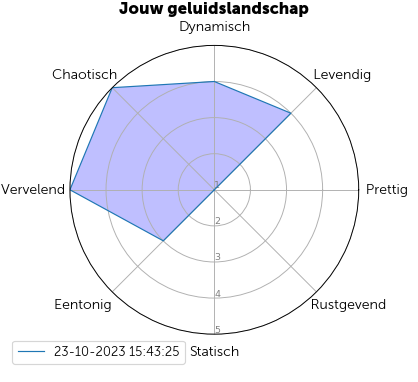 Jouw geluidslandschap
Dynamisch
Chaotisch
Levendig
Vervelend
Prettig
1
2
3
4
5
Eentonig
Rustgevend
Statisch
23-10-2023 15:43:25